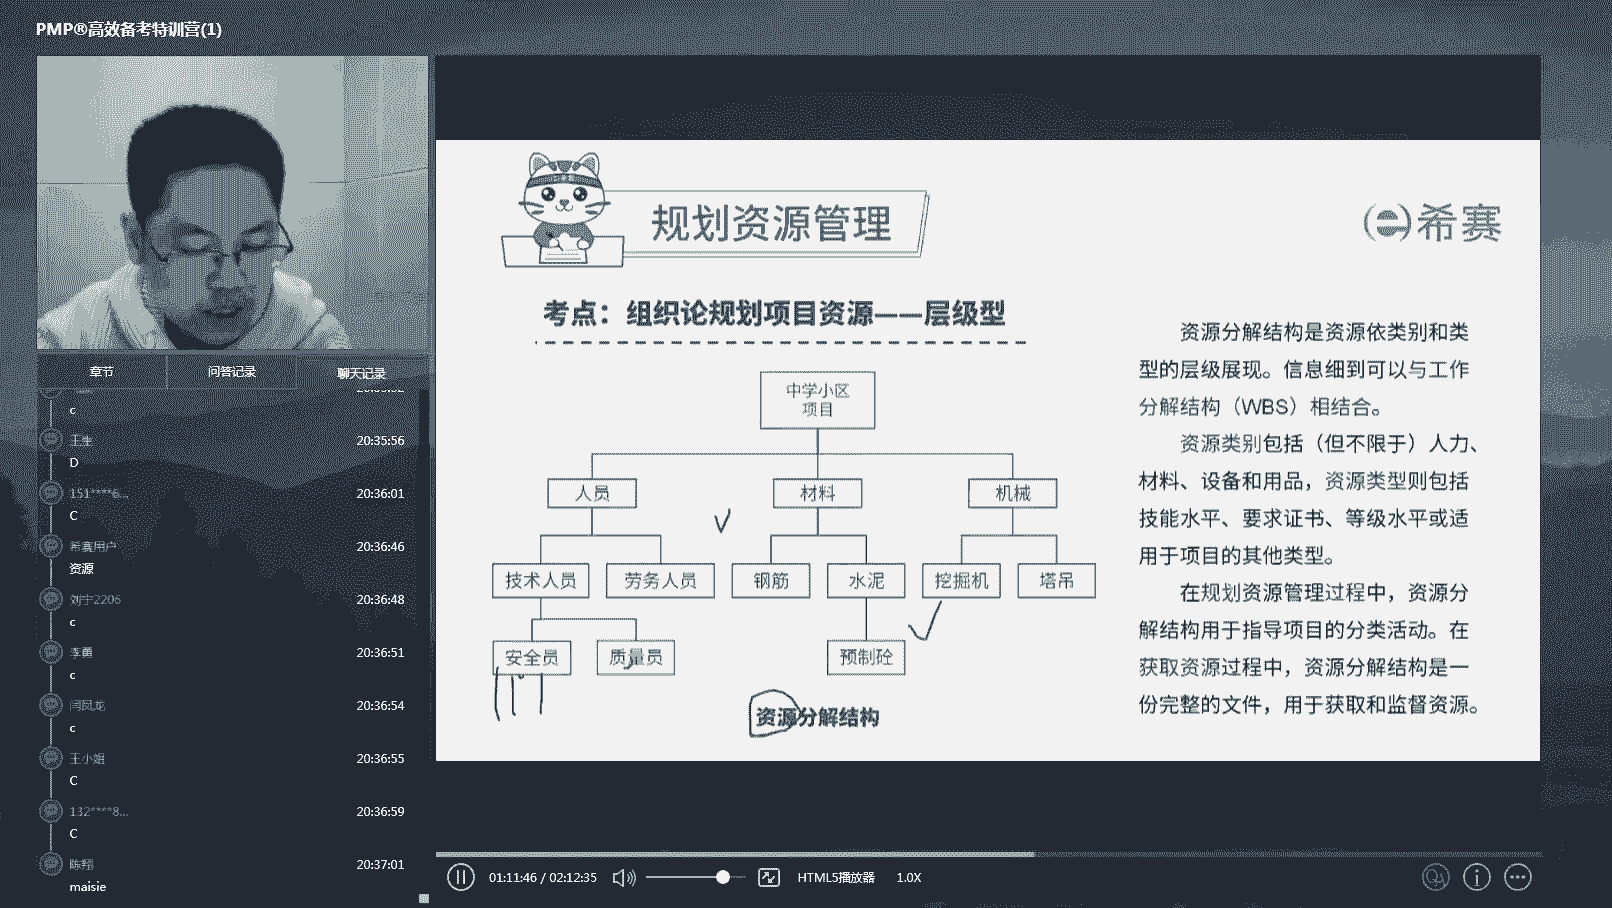 PMP®高效备考特训营(1)
章节
问答记录
聊天记录
c
王生
20:35:56
D
151****6...
20:36:01
C
希赛用户
20:36:46
资源
刘宇2206
20:36:48
c
李勇
20:36:51
c
闫凤龙
20:36:54
c
王小姐
20:36:55
C
132****8...
20:36:59
C
陈翔
20:37:01
maisie
规划资源管理
希赛
考点：组织论规划项目资源——层级型
中学小区
项目
人员
材料
机械
技术人员
劳务人员
钢筋
水泥
挖掘机
塔吊
安全员
质量员
预制砼
资源分解结构
资源分解结构是资源依类别和类
型的层级展现。信息细到可以与工作
分解结构（WBS）相结合。
资源类别包括（但不限于）人力、
材料、设备和用品，资源类型则包括
技能水平、要求证书、等级水平或适
用于项目的其他类型。
在规划资源管理过程中，资源分
解结构用于指导项目的分类活动。在
获取资源过程中，资源分解结构是一
份完整的文件，用于获取和监督资源。
01:11:46 / 02:12:35
HTML5播放器
1.0X